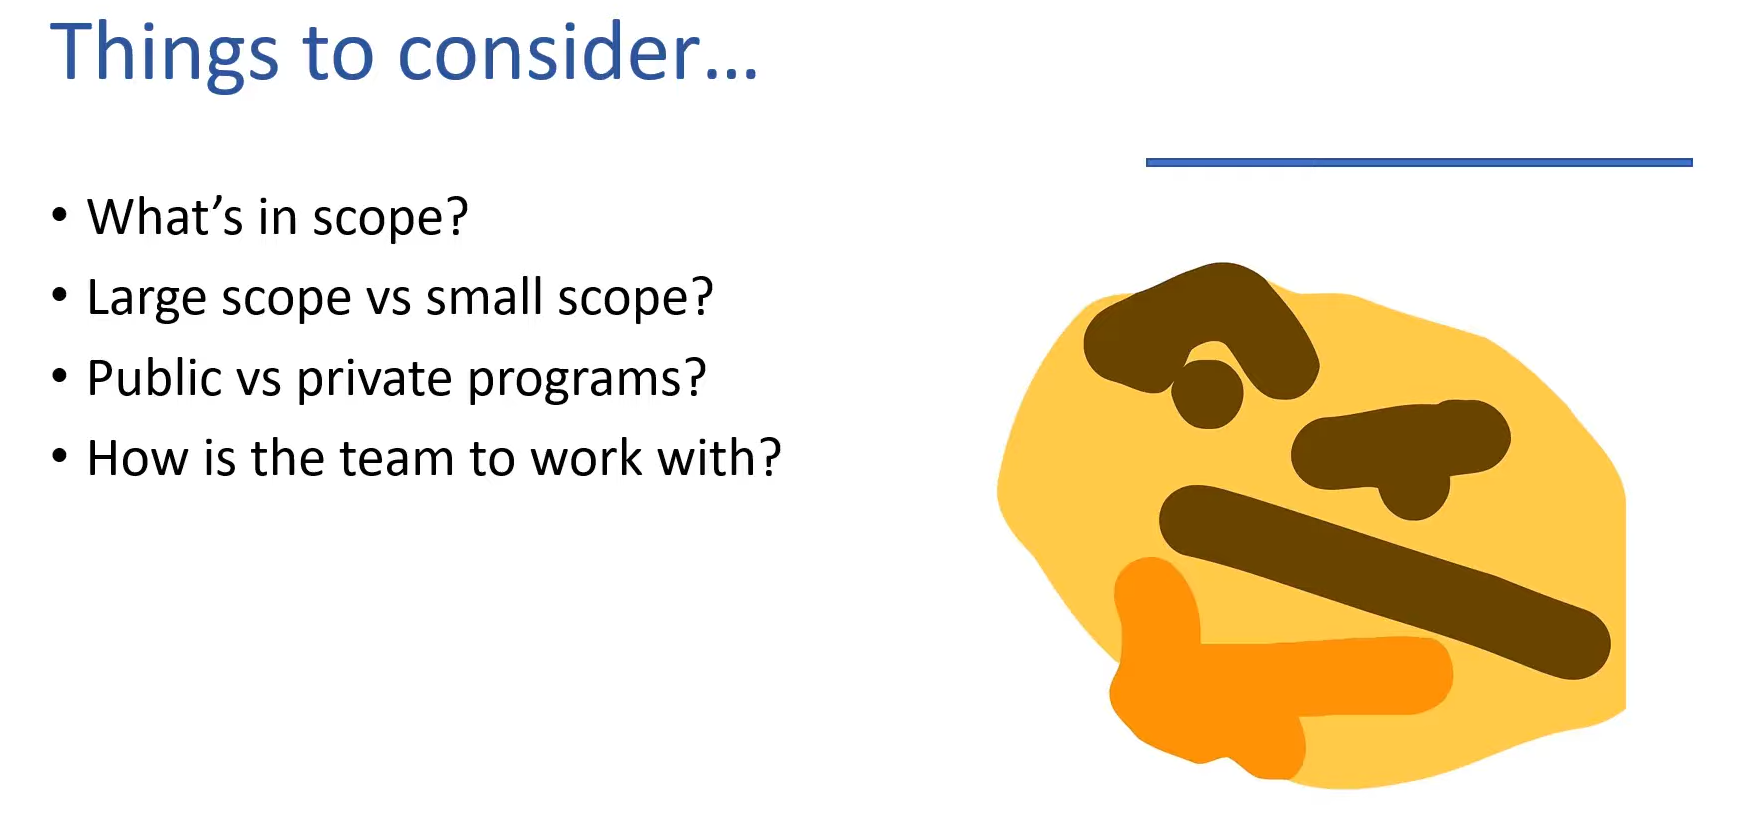 Things to consider...
• What’s in scope?
• Large scope vs small scope?
• Public vs private programs?
• How is the team to work with?